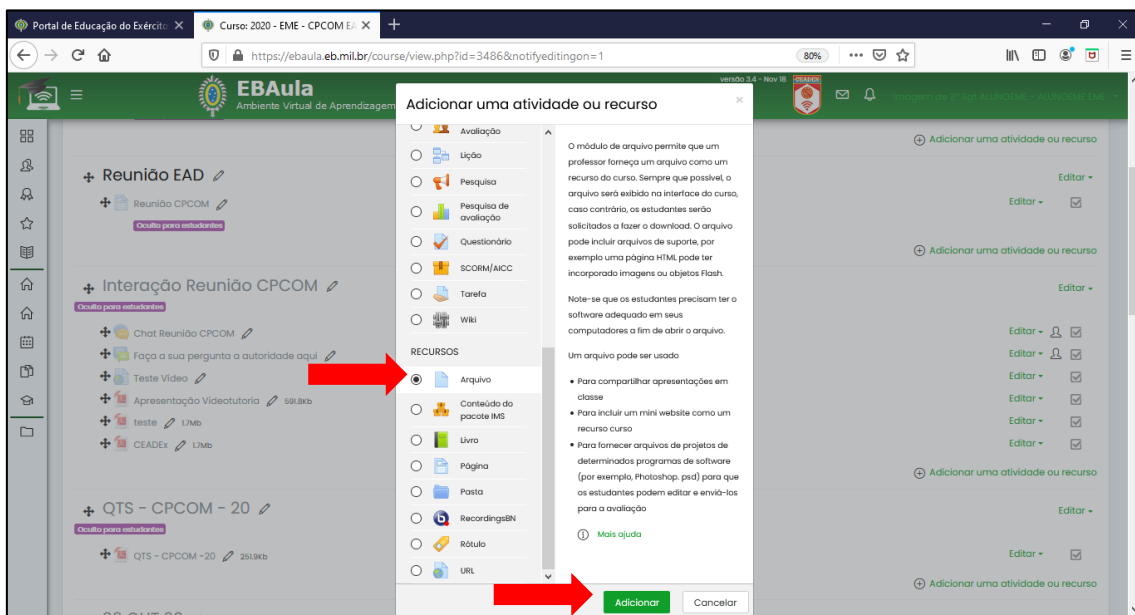 Portal de Educação do Exército
Curso: 2020 - EME - CPCOM EA
https://ebaula.eb.mil.br/course/view.php?id=3486&notifyeditingon=1
80%
EBAula
Ambiente Virtual de Aprendizagem
versão 3.4 - Nov 18
CEADEX
Adicionar uma atividade ou recurso
Adicionar uma atividade ou recurso
Reunião EAD
Editar
Reunião CPCOM
Editar
Oculto para estudantes
Adicionar uma atividade ou recurso
Interação Reunião CPCOM
Editar
Oculto para estudantes
Chat Reunião CPCOM
Editar
Faça a sua pergunta a autoridade aqui
Editar
Teste Vídeo
Editar
Apresentação Videotutoria 591.8Kb
Editar
teste 1.7Mb
Editar
CEADEx 1.7Mb
Editar
Adicionar uma atividade ou recurso
QTS - CPCOM - 20
Editar
Oculto para estudantes
QTS - CPCOM -20 251.9Kb
Editar
Adicionar uma atividade ou recurso
Avaliação
Lição
Pesquisa
Pesquisa de
avaliação
Questionário
SCORM/AICC
Tarefa
Wiki
RECURSOS
Arquivo
Conteúdo do
pacote IMS
Livro
Página
Pasta
RecordingsBN
Rótulo
URL
O módulo de arquivo permite que um
professor forneça um arquivo como um
recurso do curso. Sempre que possível, o
arquivo será exibido na interface do curso,
caso contrário, os estudantes serão
solicitados a fazer o download. O arquivo
pode incluir arquivos de suporte, por
exemplo uma página HTML pode ter
incorporado imagens ou objetos Flash.
Note-se que os estudantes precisam ter o
software adequado em seus
computadores a fim de abrir o arquivo.
Um arquivo pode ser usado
• Para compartilhar apresentações em
classe
• Para incluir um mini website como um
recurso curso
• Para fornecer arquivos de projetos de
determinados programas de software
(por exemplo, Photoshop. psd) para que
os estudantes podem editar e enviá-los
para a avaliação
Mais ajuda
Adicionar
Cancelar